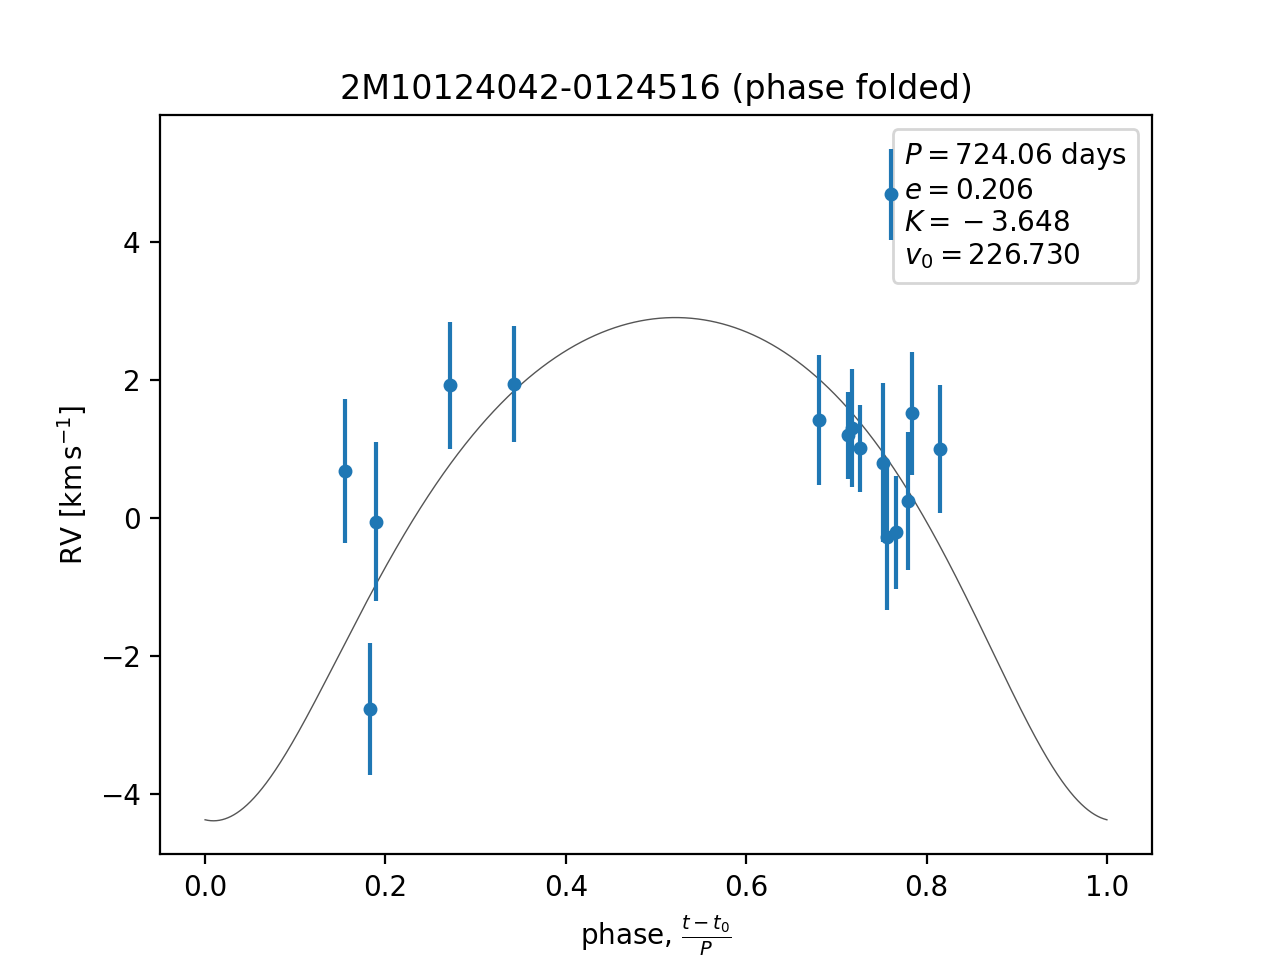 2M10124042-0124516 (phase folded)
P = 724.06 days
e = 0.206
K = −3.648
v₀ = 226.730
RV [km s⁻¹]
4
2
0
−2
−4
0.0 0.2 0.4 0.6 0.8 1.0
phase, (t − t₀)/P